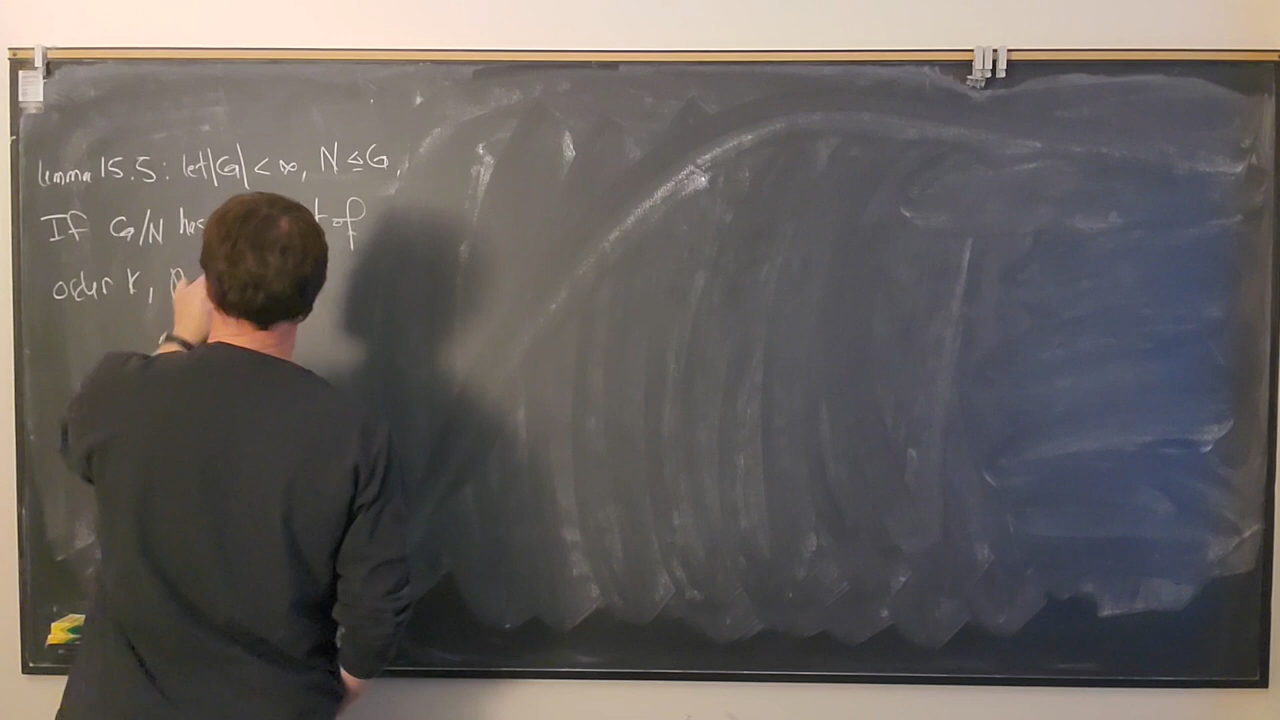 lemma 15.5: let |G| < ∞, N ⊴ G,
If G/N has of
order k,